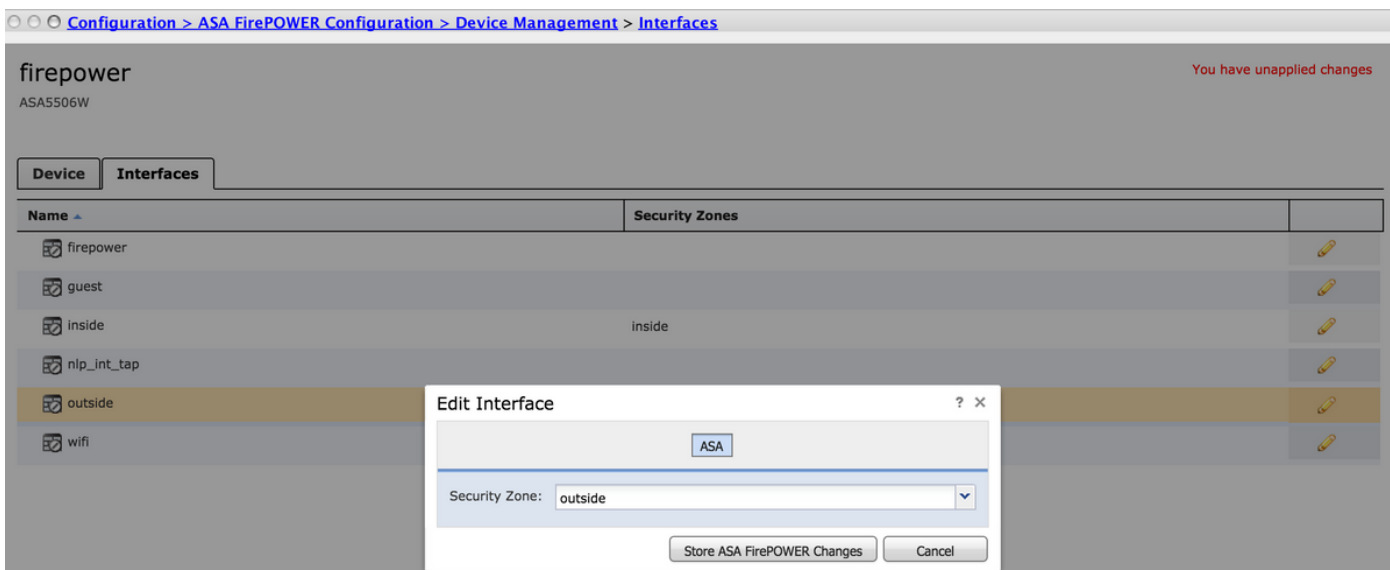 Configuration > ASA FirePOWER Configuration > Device Management > Interfaces
firepower
You have unapplied changes
ASA5506W
Device
Interfaces
Name
Security Zones
firepower
guest
inside
inside
nlp_int_tap
outside
wifi
Edit Interface
? ×
ASA
Security Zone:
outside
Store ASA FirePOWER Changes
Cancel